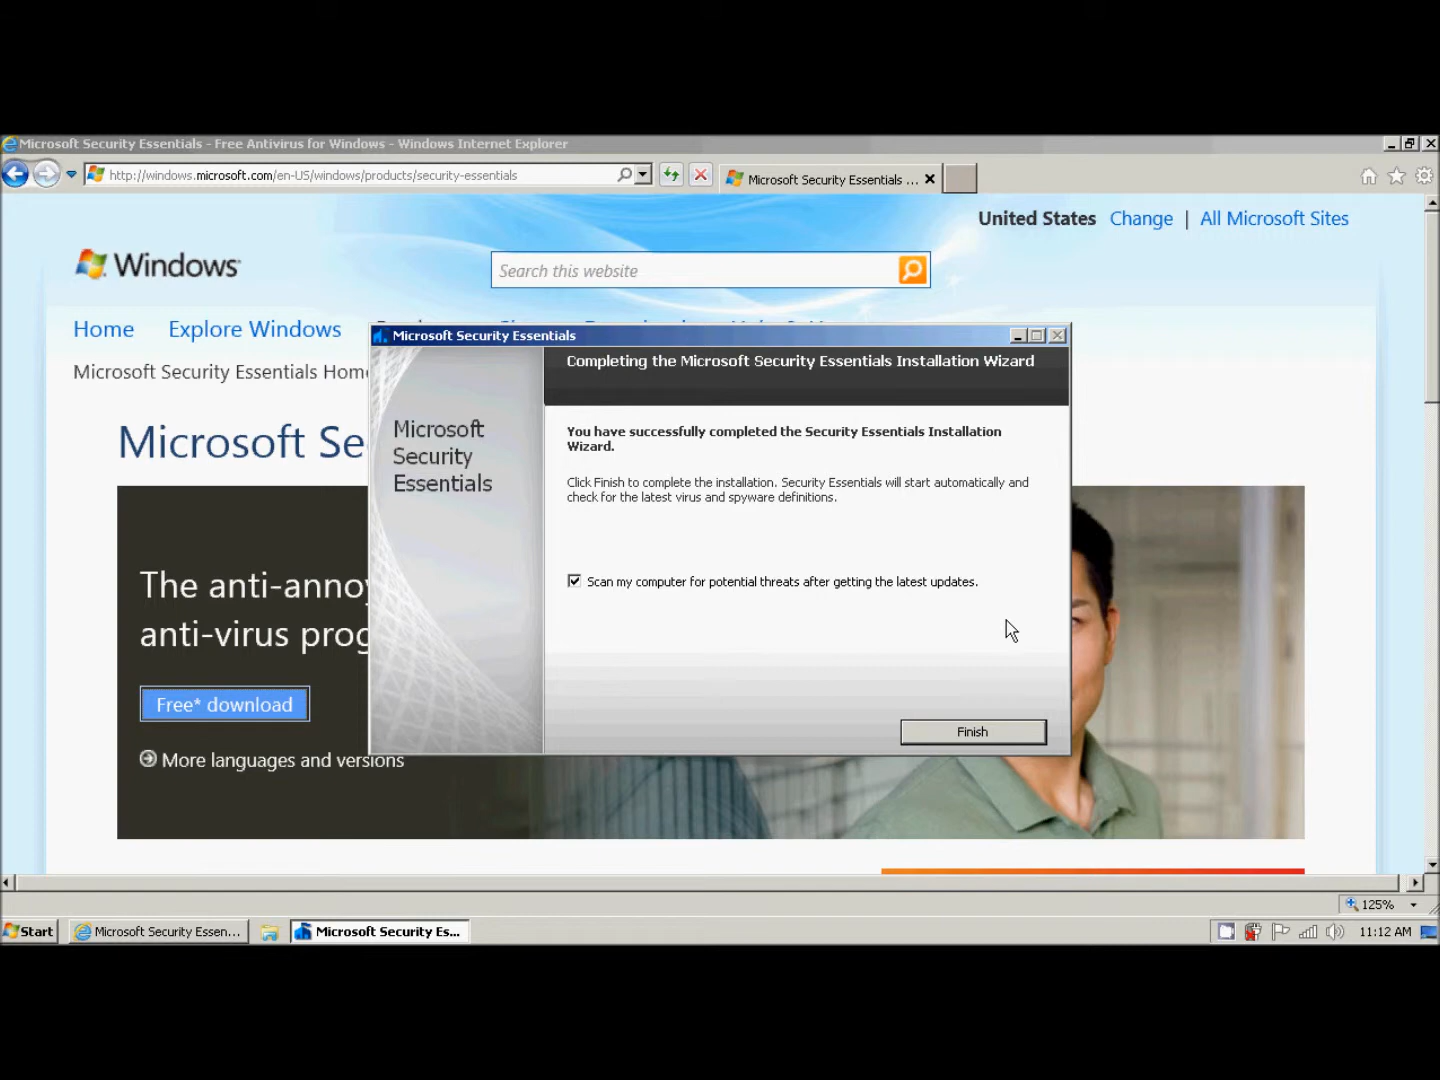 Microsoft Security Essentials - Free Antivirus for Windows - Windows Internet Explorer
http://windows.microsoft.com/en-US/windows/products/security-essentials
Microsoft Security Essentials ...
United States Change | All Microsoft Sites
Windows
Search this website
Home Explore Windows
Microsoft Security Essentials Home
Microsoft Se
The anti-annoy
anti-virus prog
Free* download
More languages and versions
Microsoft Security Essentials
Completing the Microsoft Security Essentials Installation Wizard
Microsoft
Security
Essentials
You have successfully completed the Security Essentials Installation
Wizard.
Click Finish to complete the installation. Security Essentials will start automatically and
check for the latest virus and spyware definitions.
Scan my computer for potential threats after getting the latest updates.
Finish
125%
Start Microsoft Security Essen... Microsoft Security Es... 11:12 AM